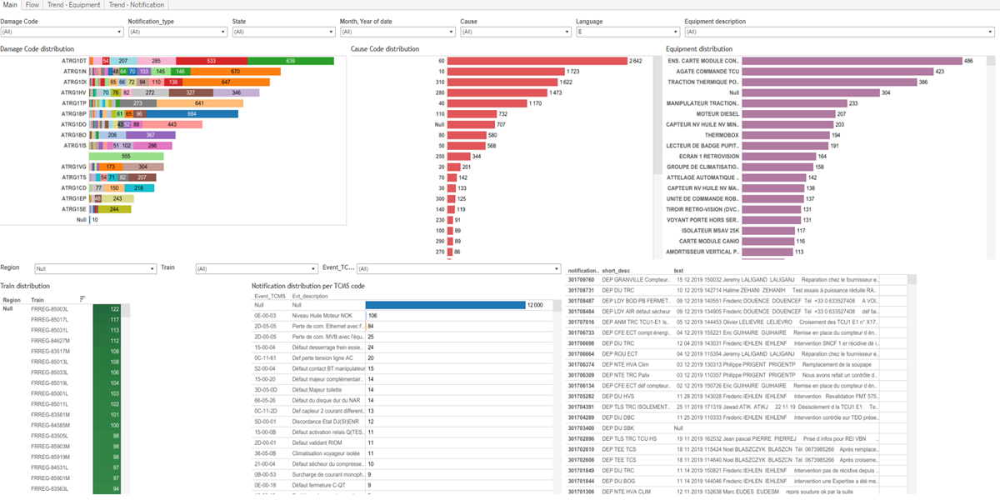 Main Flow Trend - Equipment Trend - Notification
Damage Code Notification_type State Month, Year of date Cause Language Equipment description
(All) (All) (All) (All) (All) E (All)
Damage Code distribution
ATRG1DT 54 207 285 533 639
ATRG1IN 48 64 70 103 145 146 670
ATRG1DI 65 66 72 94 110 138 647
ATRG1HV 70 76 82 272 327 346
ATRG1TP 273 641
ATRG1BP 61 65 96 684
ATRG1DO 43 52 88 443
ATRG1BO 206 367
ATRG1IS 51 102 286
555
ATRG1VG 173 304
ATRG1TS 54 71 82 207
ATRG1CD 77 150 218
ATRG1EP 48 243
ATRG1SE 244
Null 10
Cause Code distribution
60 2 642
10 1 723
310 1 622
280 1 473
40 1 170
110 732
Null 707
80 580
50 568
250 344
20 201
70 142
30 133
300 125
140 119
230 91
100 89
290 89
270 86
Equipment distribution
ENS. CARTE MODULE CON.. 486
AGATE COMMANDE TCU 423
TRACTION THERMIQUE PO.. 386
Null 304
MANIPULATEUR TRACTION.. 233
MOTEUR DIESEL 207
CAPTEUR NV HUILE NV MIN.. 203
THERMOBOX 194
LECTEUR DE BADGE PUPIT.. 191
ECRAN 1 RETROVISION 164
GROUPE DE CLIMATISATIO.. 158
ATTELAGE AUTOMATIQUE .. 142
CAPTEUR NV HUILE NV MA.. 138
UNITE DE COMMANDE ROB.. 137
TIROIR RETRO-VISION (DVC.. 131
VOYANT PORTE HORS SER.. 131
ISOLATEUR MSAV 25K 117
CARTE MODULE CANIO 116
AMORTISSEUR VERTICAL P.. 113
Region Null Train (All) Event_TC... (All)
Train distribution
Region Train
Null FRREG-85003L 122
FRREG-85017L 117
FRREG-85031L 113
FRREG-84627M 112
FRREG-83517M 108
FRREG-85013L 108
FRREG-85033L 106
FRREG-85019L 104
FRREG-85001L 103
FRREG-85011L 102
FRREG-83581M 101
FRREG-84585M 100
FRREG-83505L 98
FRREG-85903M 98
FRREG-85919M 98
FRREG-84531L 97
FRREG-85901M 97
FRREG-83563L 94
Notification distribution per TCMS code
Event_TCMS Evt_description
Null Null 12 000
0E-00-03 Niveau Huile Moteur NOK 106
2D-05-05 Perte de com. Ethernet avec l'.. 84
2D-00-05 Perte de com. MVB avec l'équ.. 25
15-00-04 Défaut desserrage frein essie.. 24
0C-11-61 Def perte tension ligne AC 20
52-00-04 Défaut contact BT manipulateur 15
15-00-20 Défaut majeur complémentair.. 14
3D-05-0D Défaut Majeur toilette 14
66-05-26 Défaut du disque dur du NAR 14
0C-11-2D Def capteur 2 courant different.. 13
5D-00-01 Discordance Etat DJ(SI)ENR 12
15-00-0B Défaut activation relais Q(TES.. 11
2D-00-01 Défaut validant RIOM 11
38-05-0B Climatisation voyageur isolée 11
21-00-04 Défaut sécheur du compresse.. 10
0B-00-53 Surcharge de courant monoph.. 9
0E-00-18 Défaut fermeture C-QT 9
notification.. short_desc text
301709760 DEP GRANVILLE Compteur.. 15 12 2019 150032 Jeremy LALIGAND LALIGANJ Réparation chez le fournisseur e..
301708731 DEP DIJ TRC 10 12 2019 142714 Halime ZEHANI ZEHANIH Test essais à puissance réduite RA..
301708487 DEP LDY BOD PB FERMET.. 09 12 2019 140551 Frederic DOUENCE DOUENCEF Tél +33 0 633527408 A VOI..
301708484 DEP LDY AIR défaut sécheur 09 12 2019 134905 Frederic DOUENCE DOUENCEF Tél +33 0 633527408 déf fai..
301707016 DEP ANM TRC TCU1-E1 Is.. 05 12 2019 144453 Olivier LELIEVRE LELIEVRO Croisement des TCU1 E1 n° X17..
301706733 DEP CFE ECT compt énergi.. 04 12 2019 155221 Eric GUIHAIRE GUIHAIRE Remise en place du compteur d én..
301706698 DEP DIJ TRC 12 04 2019 143031 Frederic IEHLEN IEHLENF Intervention SNCF 1 er récidive dé i..
301706664 DEP ROU ECT 04 12 2019 115354 Jeremy LALIGAND LALIGANJ Réparation chez le fournisseur e..
301706374 DEP NTE HVA Clim 03 12 2019 130313 Philippe PRIGENT PRIGENTP Remplacement de la soupape
301706309 DEP NTE TRC Palix 03 12 2019 110357 Philippe PRIGENT PRIGENTP Nous avons refait un contrôle d..
301706134 DEP CFE ECT déf compteur.. 02 12 2019 150726 Eric GUIHAIRE GUIHAIRE Remise en place du compteur d én..
301705282 DEP DIJ HVS 11 28 2019 143028 Frederic IEHLEN IEHLENF Intervention Revalidation FMT 575..
301704391 DEP TLS TRC ISOLEMENT.. 25 11 2019 171319 Jawad ATIK ATIKJ 22 11 19 Désisolement d la TCU1 E1 Te..
301704289 DEP DIJ DBC 11 25 2019 110333 Frederic IEHLEN IEHLENF Intervention contrôle sur TDD prése..
301703400 DEP DIJ SBK Null
301702896 DEP TLS TRC TCU HS 19 11 2019 162532 Jean pascal PIERRE PIERREJ Prise d infos pour REI VBN ..
301702610 DEP TEE TCS 18 11 2019 115424 Noel BLASZCZYK BLASZCN Tél 0673985266 Après remplace..
301702608 DEP TEE TCS 18 11 2019 114640 Noel BLASZCZYK BLASZCN Tél 0673985266 Après croiseme..
301701849 DEP DIJ TRC 11 14 2019 150821 Frederic IEHLEN IEHLENF Intervention pas de récidive depuis ..
301701844 DEP DIJ BOG 11 14 2019 144046 Frederic IEHLEN IEHLENF intervention une Expertise a été me..
301701306 DEP NTE HVA CLIM 12 11 2019 132638 Marc EUDES EUDESM repris soudure ok par la suite